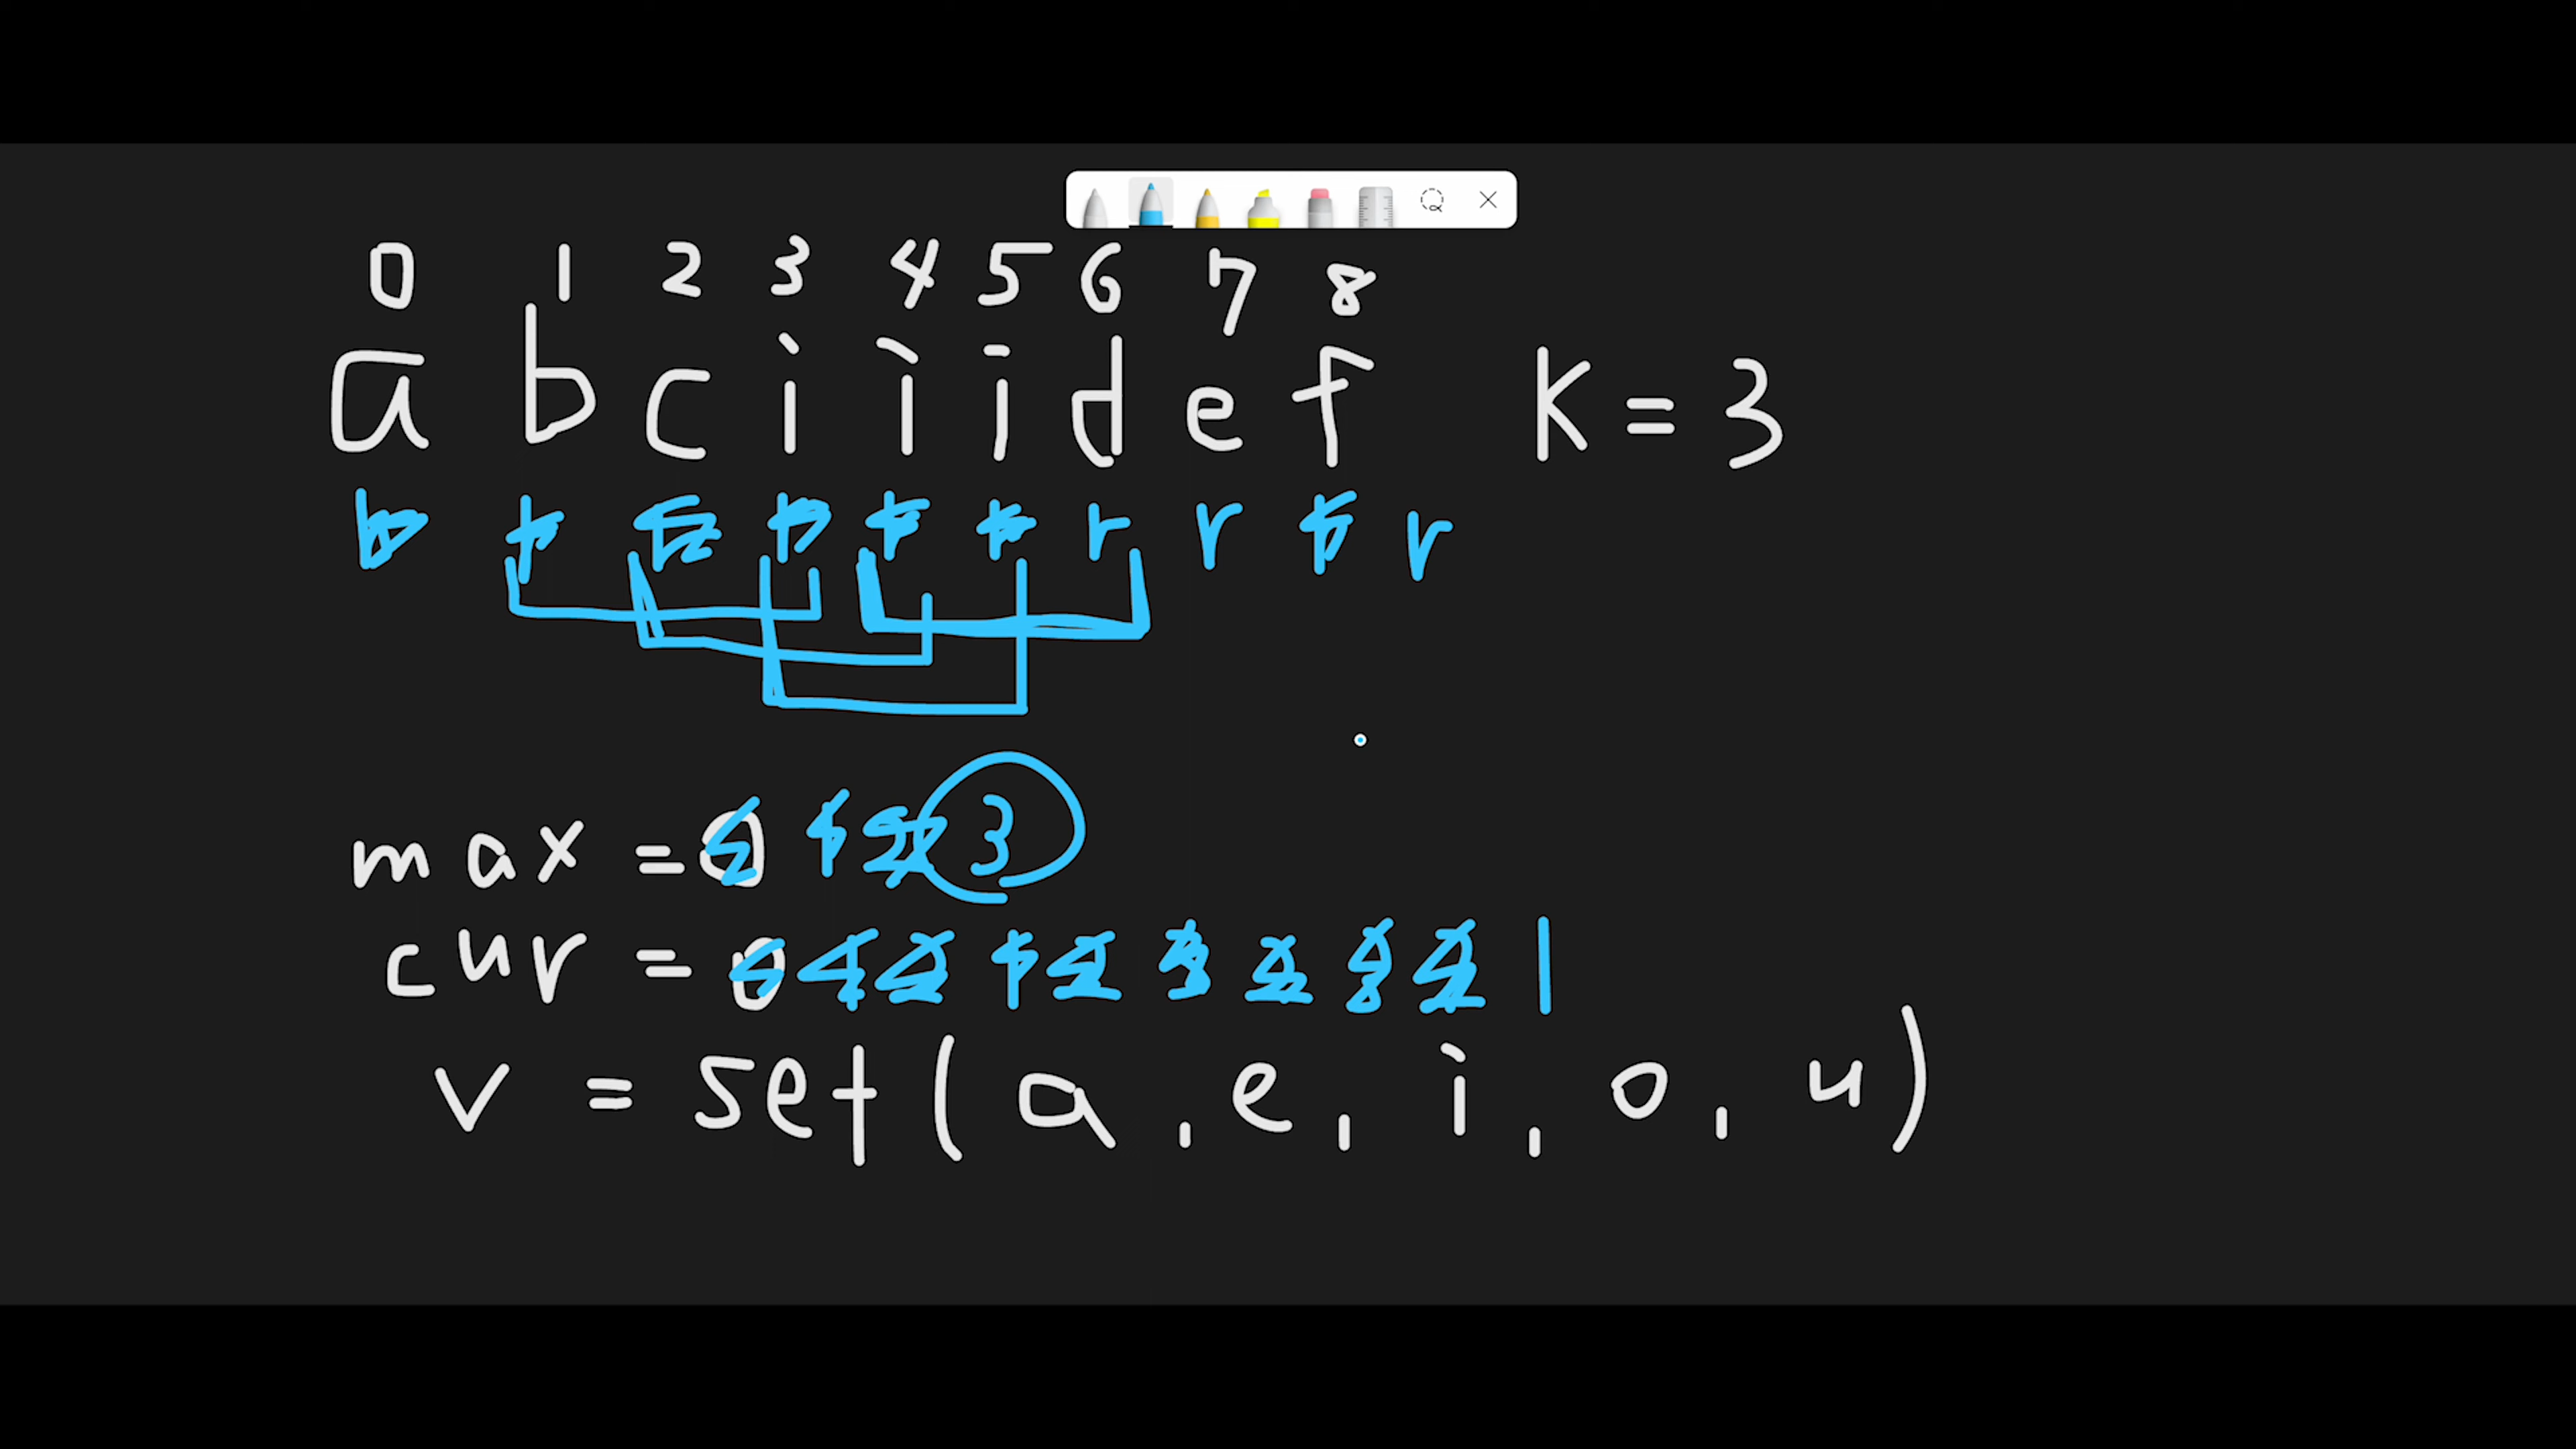 0 1 2 3 4 5 6 7 8
a b c i i i d e f K = 3
r r r
max = 3
cur = 1
v = set(a, e, i, o, u)